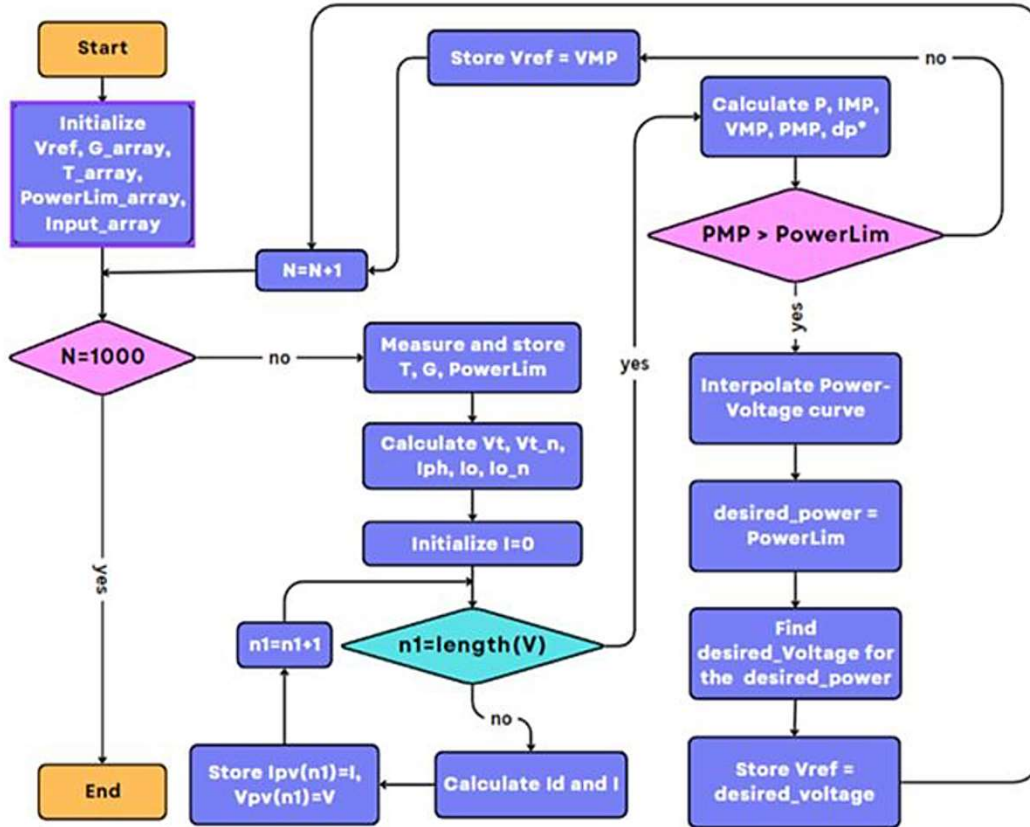 Start
Initialize
Vref, G_array,
T_array,
PowerLim_array,
Input_array
N=N+1
N=1000
no
yes
End
Measure and store
T, G, PowerLim
Calculate Vt, Vt_n,
Iph, Io, Io_n
Initialize I=0
n1=length(V)
no
Calculate Id and I
Store Ipv(n1)=I,
Vpv(n1)=V
n1=n1+1
yes
Calculate P, IMP,
VMP, PMP, dp*
PMP > PowerLim
no
Store Vref = VMP
yes
Interpolate Power-
Voltage curve
desired_power =
PowerLim
Find
desired_Voltage for
the desired_power
Store Vref =
desired_voltage